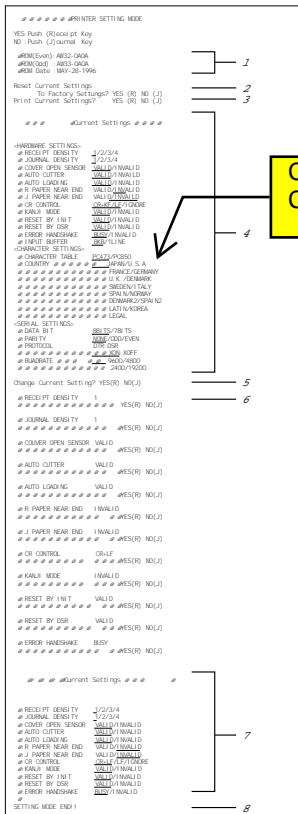 PRINTER SETTING MODE
YES:Push (R)eceipt Key
NO :Push (J)ournal Key
ROM(Even): AW32-OAOA
ROM(Odd) : AW33-OAOA
ROM Date : MAY-28-1996
1
Reset Current Settings
2
To Factory Settungs? YES (R) NO (J)
Print Current Settings? YES (R) NO (J)
3
Current Settings
<HARDWARE SETTINGS>
RECEIPT DENSITY 1/2/3/4
JOURNAL DENSITY 1/2/3/4
COVER OPEN SENSOR VALID/INVALID
AUTO CUTTER VALID/INVALID
AUTO LOADING VALID/INVALID
R PAPER NEAR END VALID/INVALID
J PAPER NEAR END VALID/INVAILD
CR CONTROL CR+KF/LF/IGNORE
KANJI MODE VALID/INVALID
RESET BY INIT VALID/INVALID
RESET BY DSR VALID/INVALID
ERROR HANDSHAKE BUSY/INVALID
INPUT BUFFER 8KB/1LINE
<CHARACTER SETTINGS>
CHARACTER TABLE PC473/PC850
COUNTRY JAPAN/U.S.A
FRANCE/GERMANY
U.K./DENMARK
SWEDEN/ITALY
SPAIN/NORWAY
DENMARK2/SPAIN2
LATIN/KOREA
LEGAL
<SERIAL SETTINGS>
DATA BIT 8BITS/7BITS
PARITY NONE/ODD/EVEN
PROTOCOL DTR DSR
XON XOFF
BUADRATE 9600/4800
2400/19200
4
Change Current Setting? YES(R) NO(J)
5
RECEIPT DENSITY 1
6
YES(R) NO(J)
JOURNAL DENSITY 1
YES(R) NO(J)
COUVER OPEN SENSOR VALID
YES(R) NO(J)
AUTO CUTTER VALID
YES(R) NO(J)
AUTO LOADING VALID
YES(R) NO(J)
R PAPER NEAR END INVALID
YES(R) NO(J)
J PAPER NEAR END INVALID
YES(R) NO(J)
CR CONTROL CR+LF
YES(R) NO(J)
KANJI MODE INVALID
YES(R) NO(J)
RESET BY INIT VALID
YES(R) NO(J)
RESET BY DSR VALID
YES(R) NO(J)
ERROR HANDSHAKE BUSY
YES(R) NO(J)
Current Settings
RECEIPT DENSITY 1/2/3/4
JOURNAL DENSITY 1/2/3/4
COVER OPEN SENSOR VALID/INVALID
AUTO CUTTER VALID/INVALID
AUTO LOADING VALID/INVALID
R PAPER NEAR END VALID/INVALID
J PAPER NEAR END VALID/INVALID
CR CONTROL CR+LF/LF/IGNORE
KANJI MODE VALID/INVALID
RESET BY INIT VALID/INVALID
RESET BY DSR VALID/INVALID
ERROR HANDSHAKE BUSY/INVALID
7
SETTING MODE END!!
8